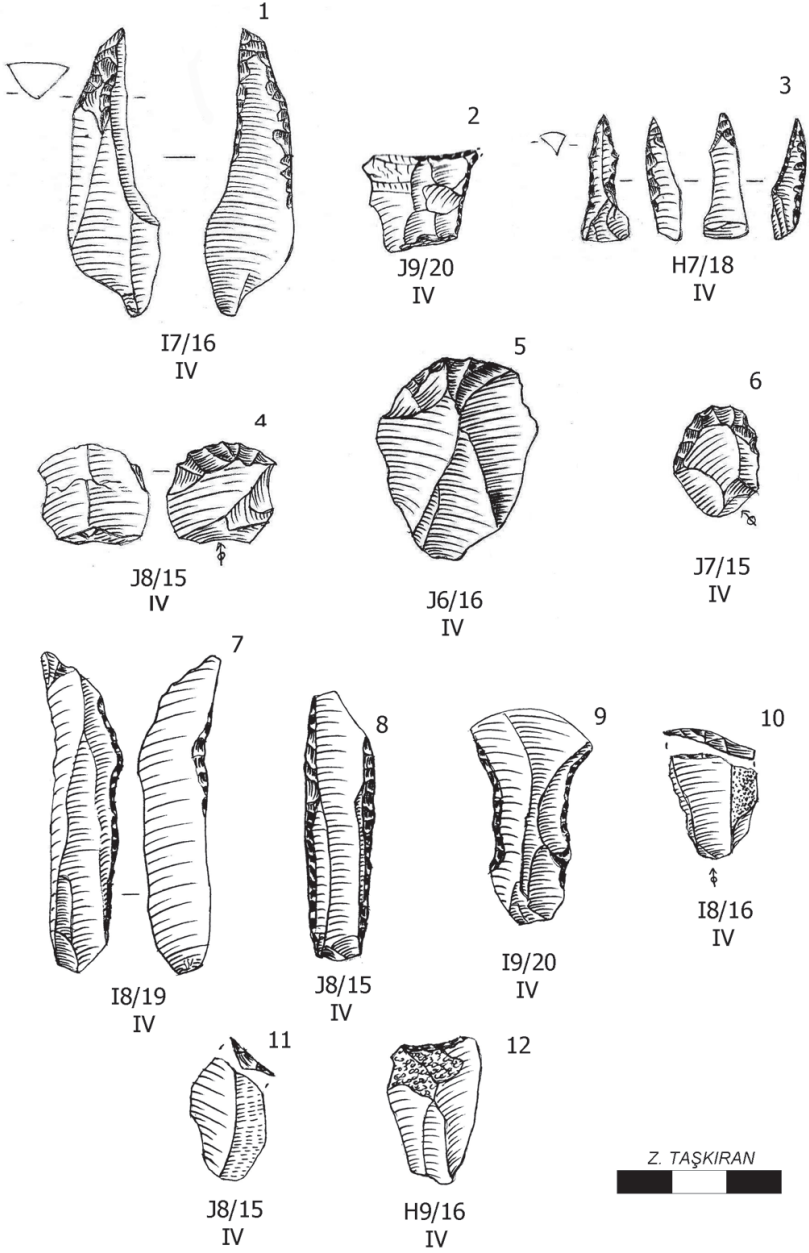 1
2
3
I7/16
IV
J9/20
IV
H7/18
IV
4
5
6
J8/15
IV
J6/16
IV
J7/15
IV
7
8
9
10
I8/19
IV
J8/15
IV
I9/20
IV
I8/16
IV
11
12
J8/15
IV
H9/16
IV
Z. TAŞKIRAN